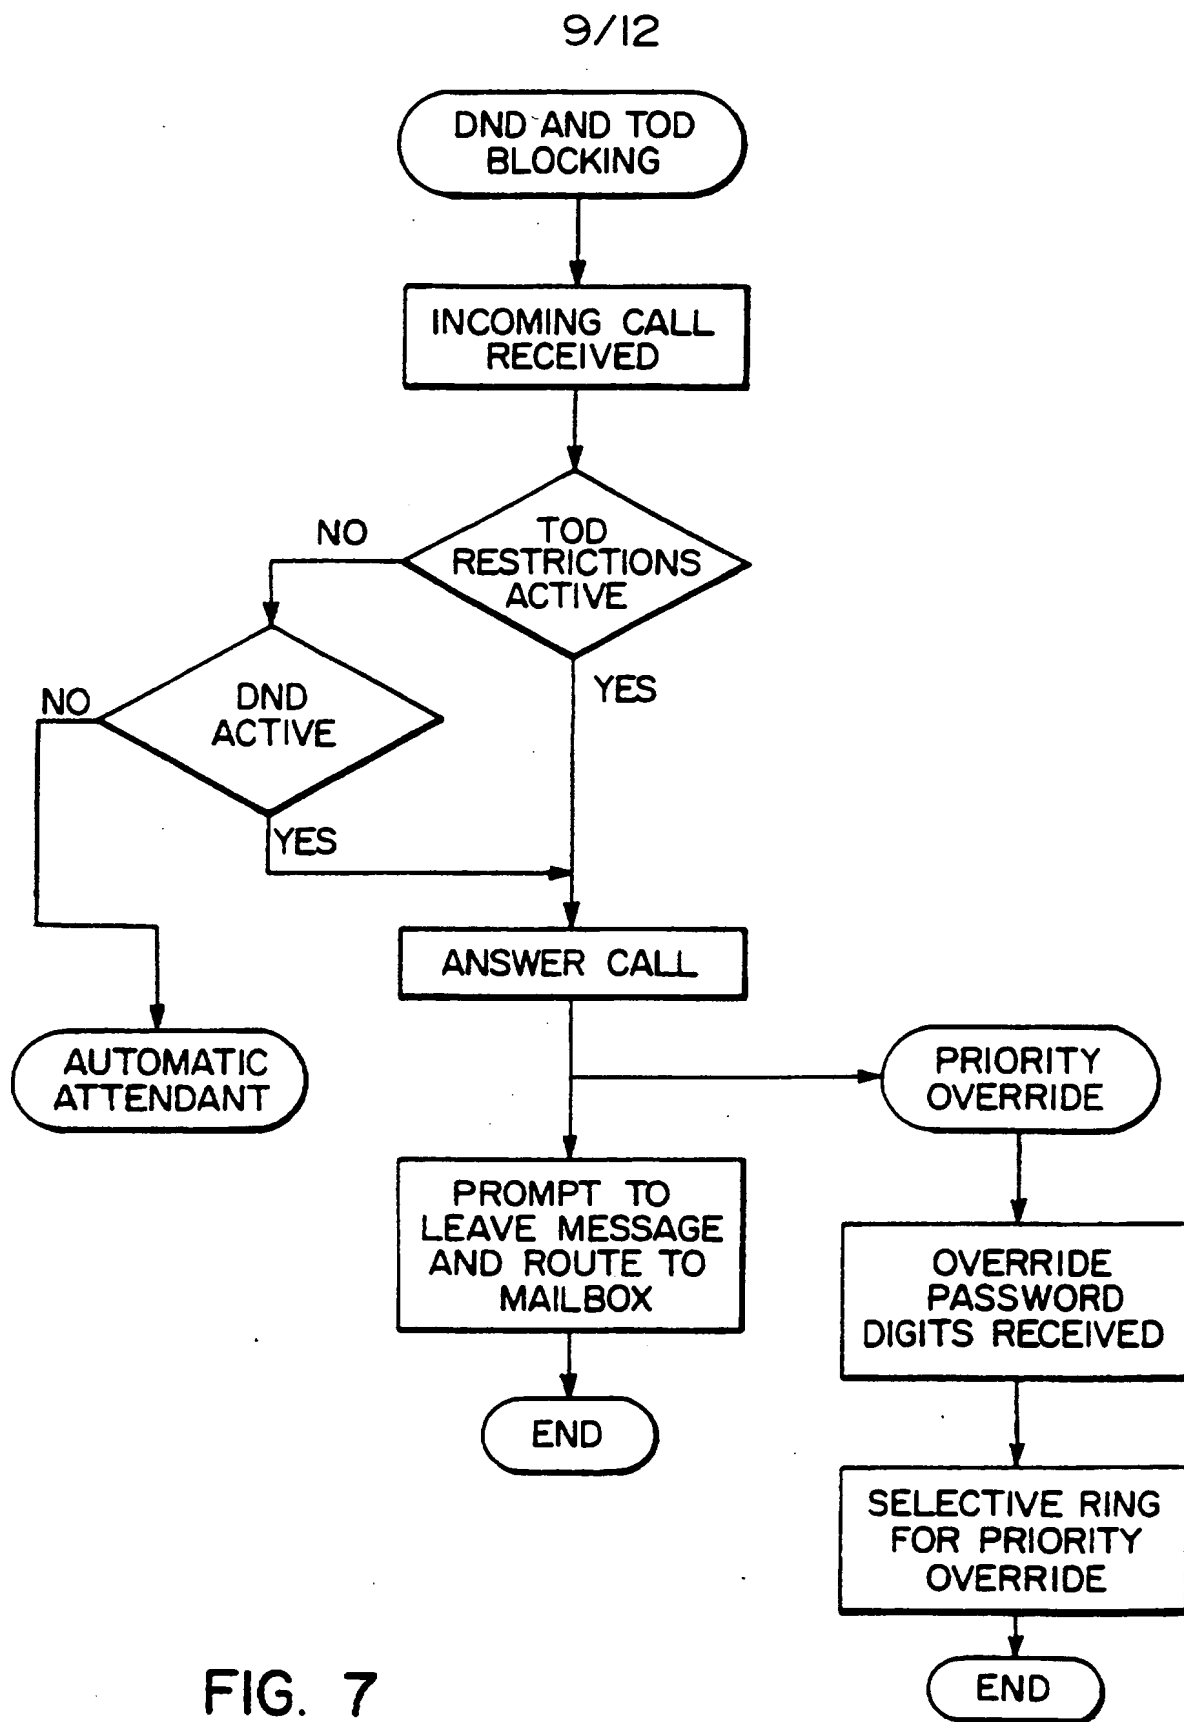 9/12
DND AND TOD
BLOCKING
INCOMING CALL
RECEIVED
TOD
RESTRICTIONS
ACTIVE
NO
YES
DND
ACTIVE
NO
YES
ANSWER CALL
AUTOMATIC
ATTENDANT
PRIORITY
OVERRIDE
PROMPT TO
LEAVE MESSAGE
AND ROUTE TO
MAILBOX
OVERRIDE
PASSWORD
DIGITS RECEIVED
END
SELECTIVE RING
FOR PRIORITY
OVERRIDE
END
FIG. 7